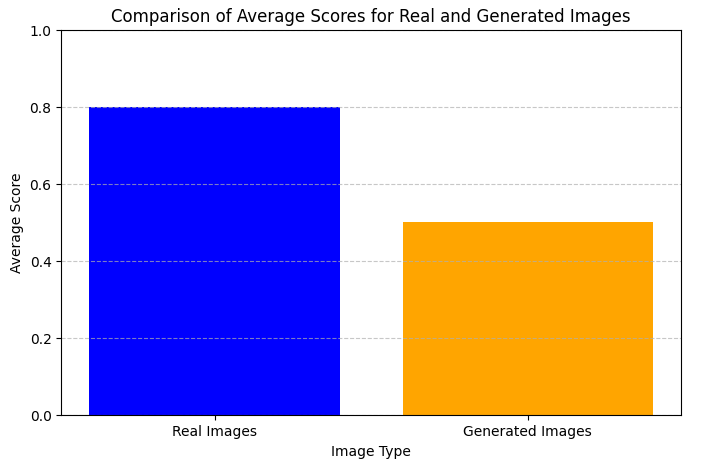 Comparison of Average Scores for Real and Generated Images
1.0
0.8
0.6
0.4
0.2
0.0
Average Score
Real Images
Generated Images
Image Type